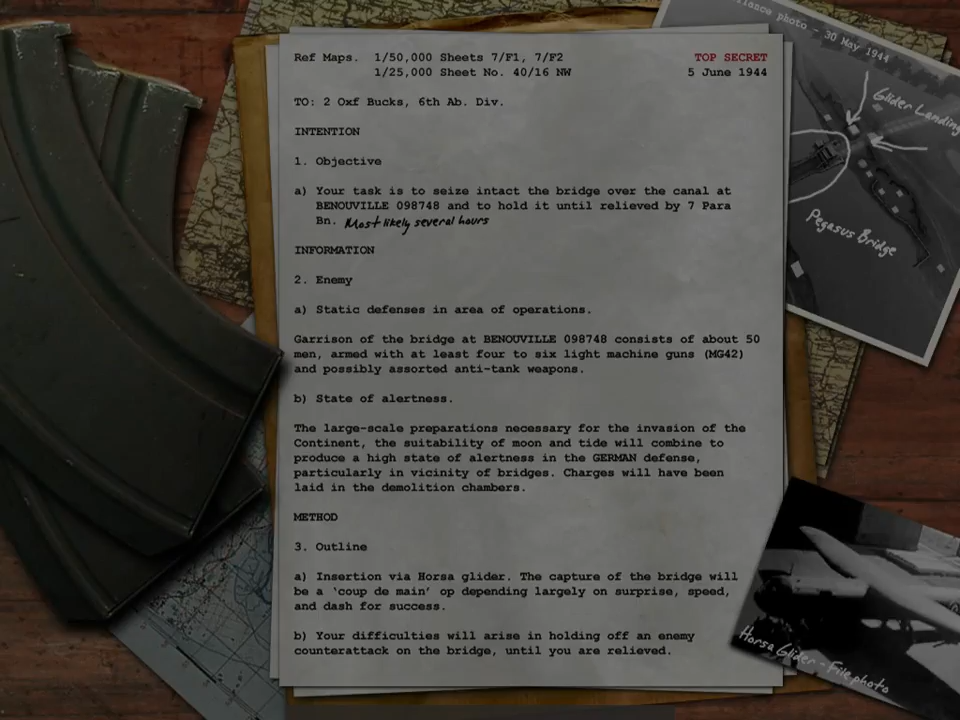 Ref Maps. 1/50,000 Sheets 7/F1, 7/F2
TOP SECRET
1/25,000 Sheet No. 40/16 NW
5 June 1944
TO: 2 Oxf Bucks, 6th Ab. Div.
INTENTION
1. Objective
a) Your task is to seize intact the bridge over the canal at
BENOUVILLE 098748 and to hold it until relieved by 7 Para
Bn. Most likely several hours
INFORMATION
2. Enemy
a) Static defenses in area of operations.
Garrison of the bridge at BENOUVILLE 098748 consists of about 50
men, armed with at least four to six light machine guns (MG42)
and possibly assorted anti-tank weapons.
b) State of alertness.
The large-scale preparations necessary for the invasion of the
Continent, the suitability of moon and tide will combine to
produce a high state of alertness in the GERMAN defense,
particularly in vicinity of bridges. Charges will have been
laid in the demolition chambers.
METHOD
3. Outline
a) Insertion via Horsa glider. The capture of the bridge will
be a 'coup de main' op depending largely on surprise, speed,
and dash for success.
b) Your difficulties will arise in holding off an enemy
counterattack on the bridge, until you are relieved.
photo - 30 May 1944
Glider Landing
Pegasus Bridge
Horsa Glider - File photo